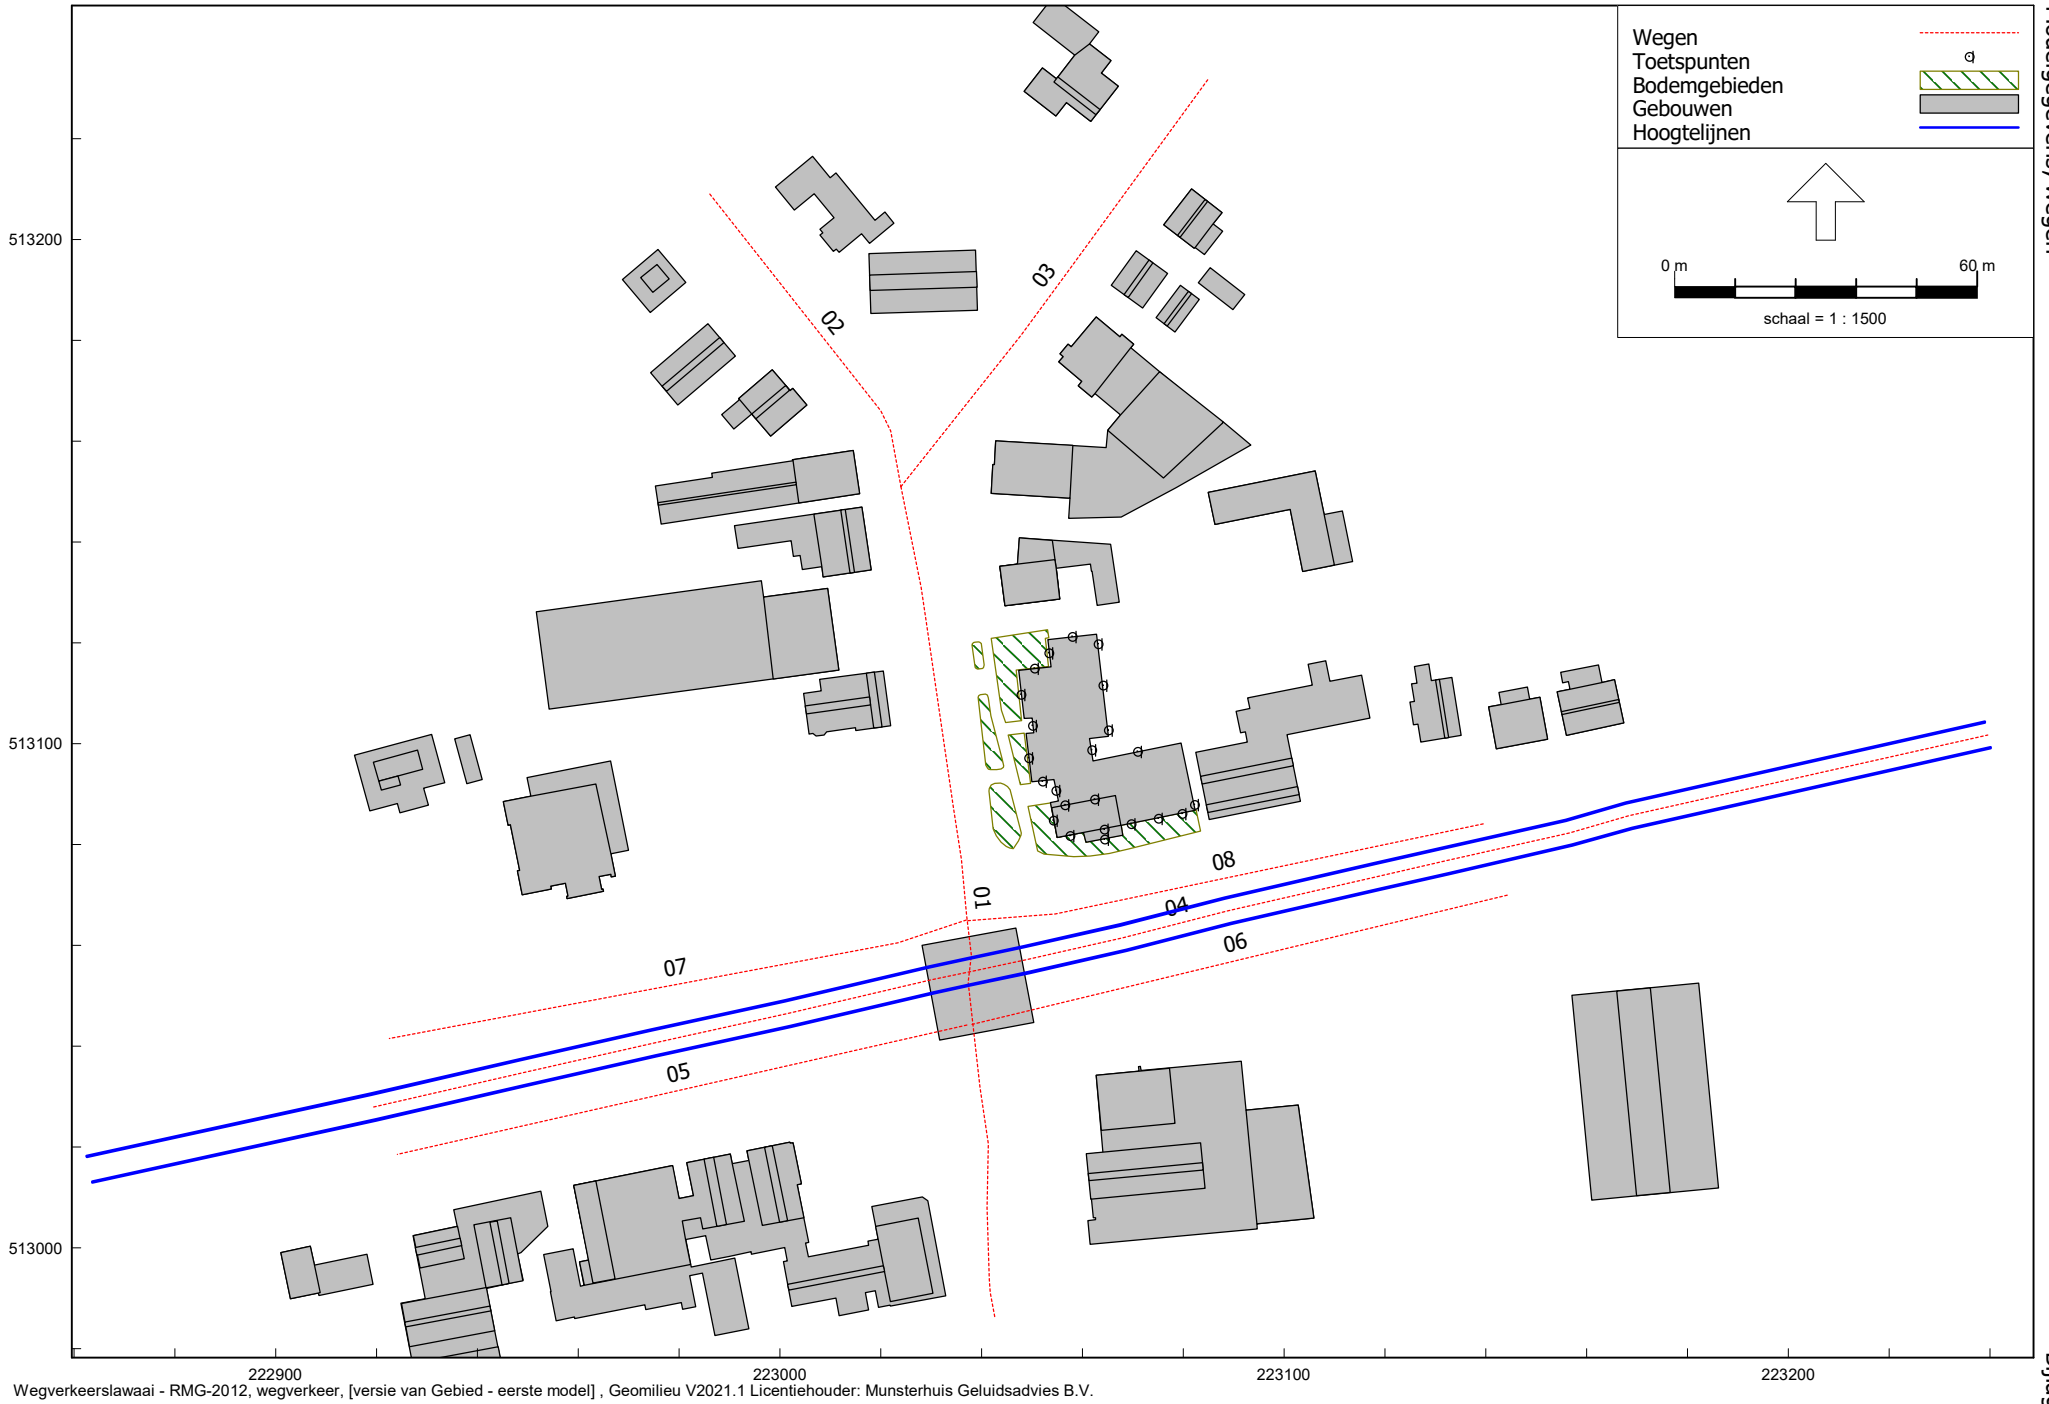 Wegen
Toetspunten
Bodemgebieden
Gebouwen
Hoogtelijnen
0 m
60 m
schaal = 1 : 1500
513200
513100
513000
03
02
01
08
04
06
07
05
222900
223000
223100
223200
Wegverkeerslawaai - RMG-2012, wegverkeer, [versie van Gebied - eerste model] , Geomilieu V2021.1 Licentiehouder: Munsterhuis Geluidsadvies B.V.